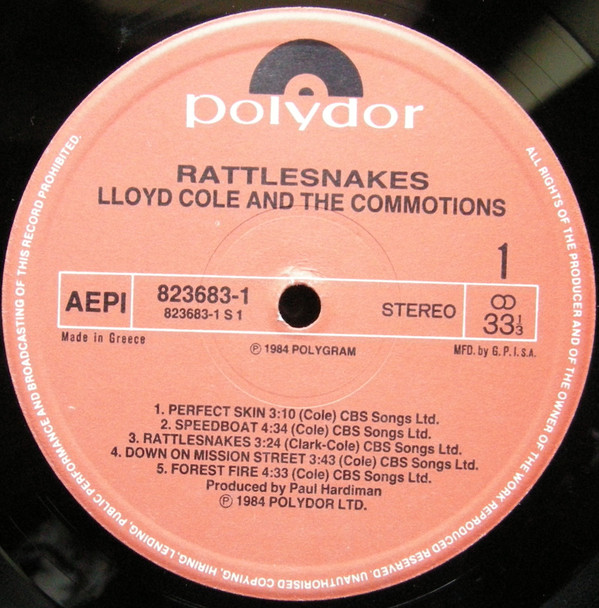 polydor
RATTLESNAKES
LLOYD COLE AND THE COMMOTIONS
1
AEPI
823683-1
823683-1 S 1
STEREO
33 1/3
Made in Greece
℗ 1984 POLYGRAM
MFD. by G. P. I. S.A.
1. PERFECT SKIN 3:10 (Cole) CBS Songs Ltd.
2. SPEEDBOAT 4:34 (Cole) CBS Songs Ltd.
3. RATTLESNAKES 3:24 (Clark-Cole) CBS Songs Ltd.
4. DOWN ON MISSION STREET 3:43 (Cole) CBS Songs Ltd.
5. FOREST FIRE 4:33 (Cole) CBS Songs Ltd.
Produced by Paul Hardiman
℗ 1984 POLYDOR LTD.
ALL RIGHTS OF THE PRODUCER AND OF THE OWNER OF THE WORK REPRODUCED RESERVED. UNAUTHORISED COPYING, HIRING, LENDING, PUBLIC PERFORMANCE AND BROADCASTING OF THIS RECORD PROHIBITED.